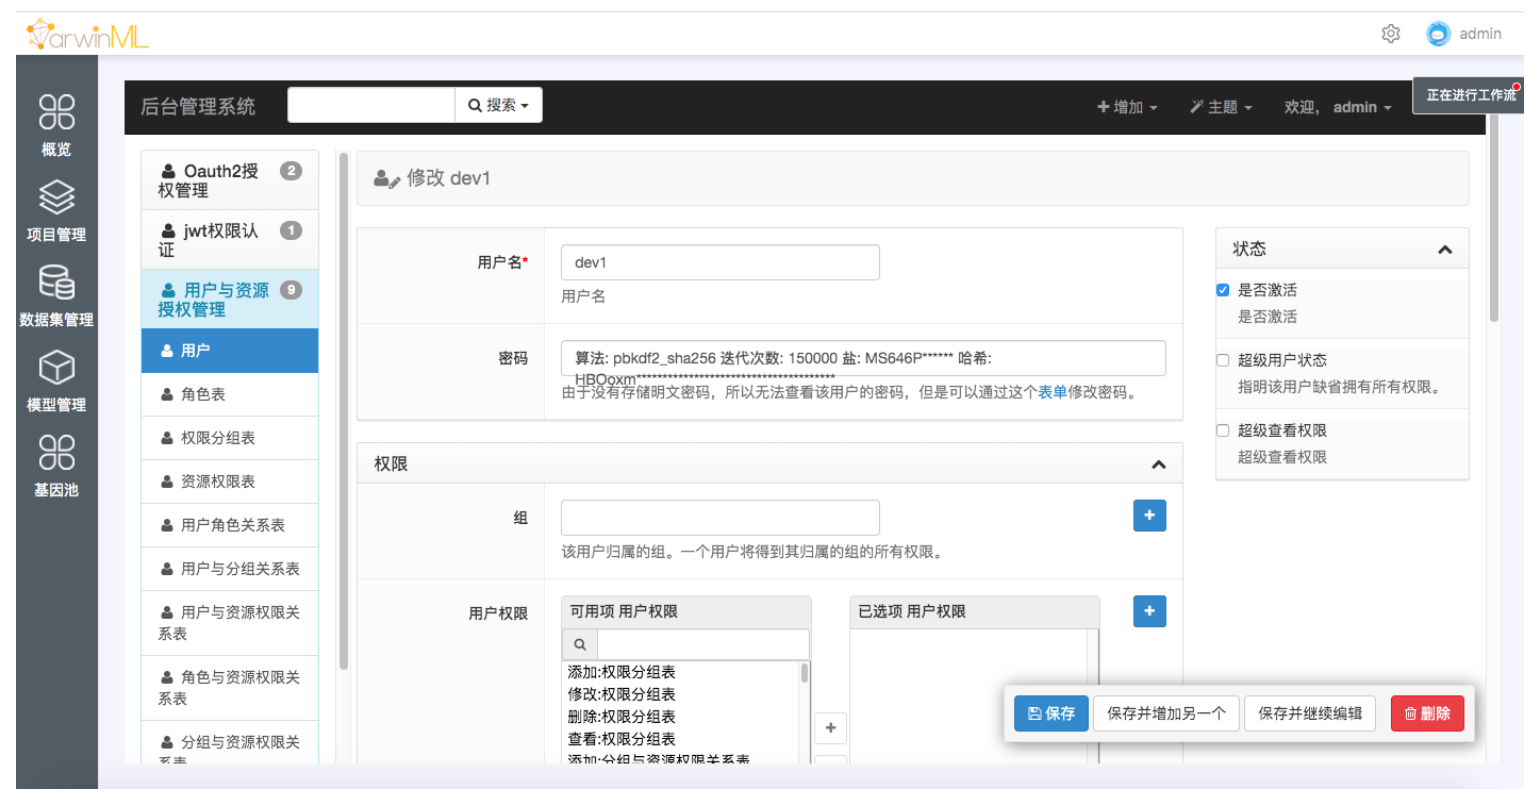 DarwinML
admin
概览
项目管理
数据集管理
模型管理
基因池
后台管理系统
搜索
增加
主题
欢迎， admin
正在进行工作流
Oauth2授
权管理
2
jwt权限认
证
1
用户与资源
授权管理
9
用户
角色表
权限分组表
资源权限表
用户角色关系表
用户与分组关系表
用户与资源权限关
系表
角色与资源权限关
系表
分组与资源权限关
系表
修改 dev1
用户名*
dev1
用户名
密码
算法: pbkdf2_sha256 迭代次数: 150000 盐: MS646P****** 哈希:
HBOoxm**************************************
由于没有存储明文密码，所以无法查看该用户的密码，但是可以通过这个表单修改密码。
权限
组
该用户归属的组。一个用户将得到其归属的组的所有权限。
用户权限
可用项 用户权限
添加:权限分组表
修改:权限分组表
删除:权限分组表
查看:权限分组表
添加:分组与资源权限关系表
已选项 用户权限
状态
是否激活
是否激活
超级用户状态
指明该用户缺省拥有所有权限。
超级查看权限
超级查看权限
保存
保存并增加另一个
保存并继续编辑
删除